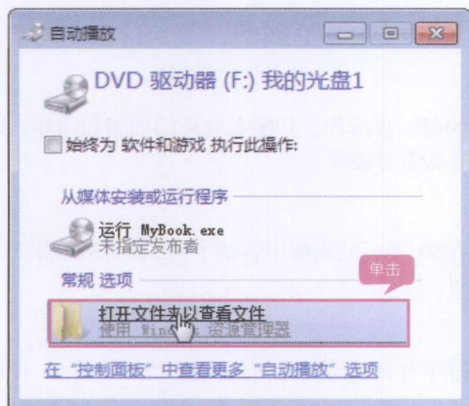 自动播放
DVD 驱动器 (F:) 我的光盘1
始终为 软件和游戏 执行此操作:
从媒体安装或运行程序
运行 MyBook.exe
未指定发布者
单击
常规 选项
打开文件夹以查看文件
使用 Windows 资源管理器
在 “控制面板” 中查看更多 “自动播放” 选项